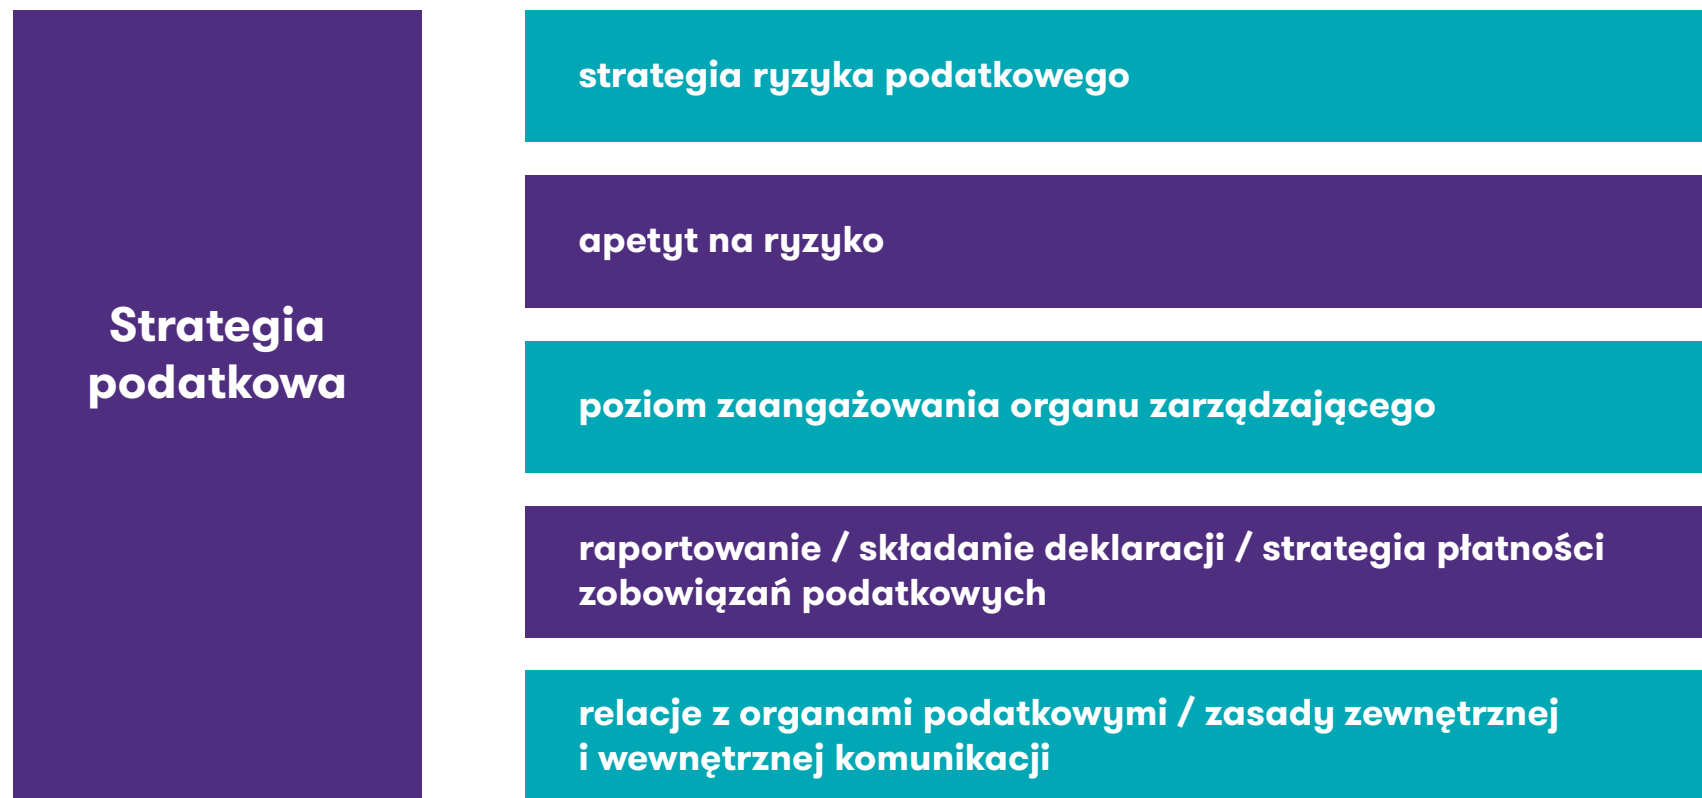 Strategia
podatkowa
strategia ryzyka podatkowego
apetyt na ryzyko
poziom zaangażowania organu zarządzającego
raportowanie / składanie deklaracji / strategia płatności
zobowiązań podatkowych
relacje z organami podatkowymi / zasady zewnętrznej
i wewnętrznej komunikacji